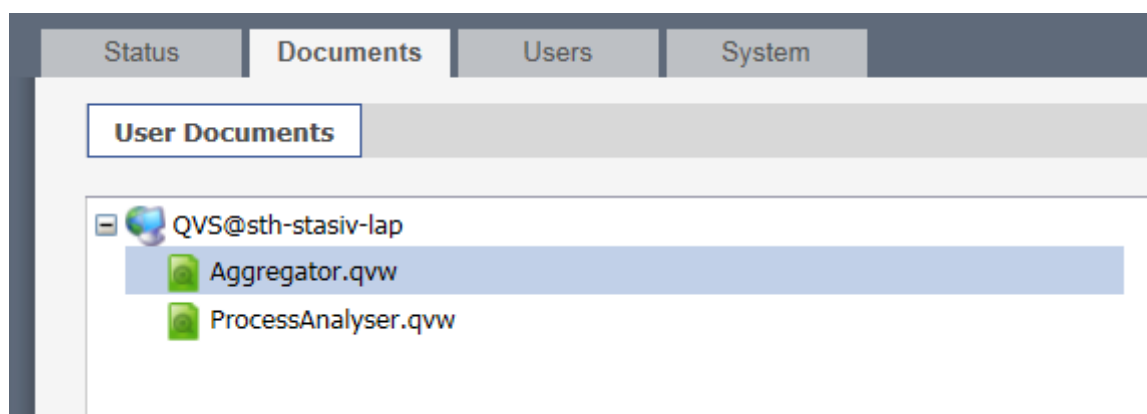 Status Documents Users System
User Documents
QVS@sth-stasiv-lap
Aggregator.qvw
ProcessAnalyser.qvw